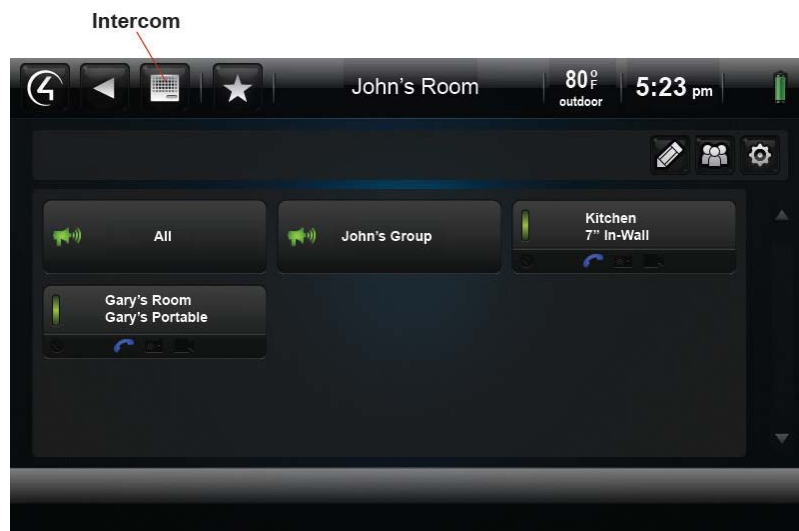 Intercom
John's Room
80°F
outdoor
5:23 pm
All
John's Group
Kitchen
7" In-Wall
Gary's Room
Gary's Portable